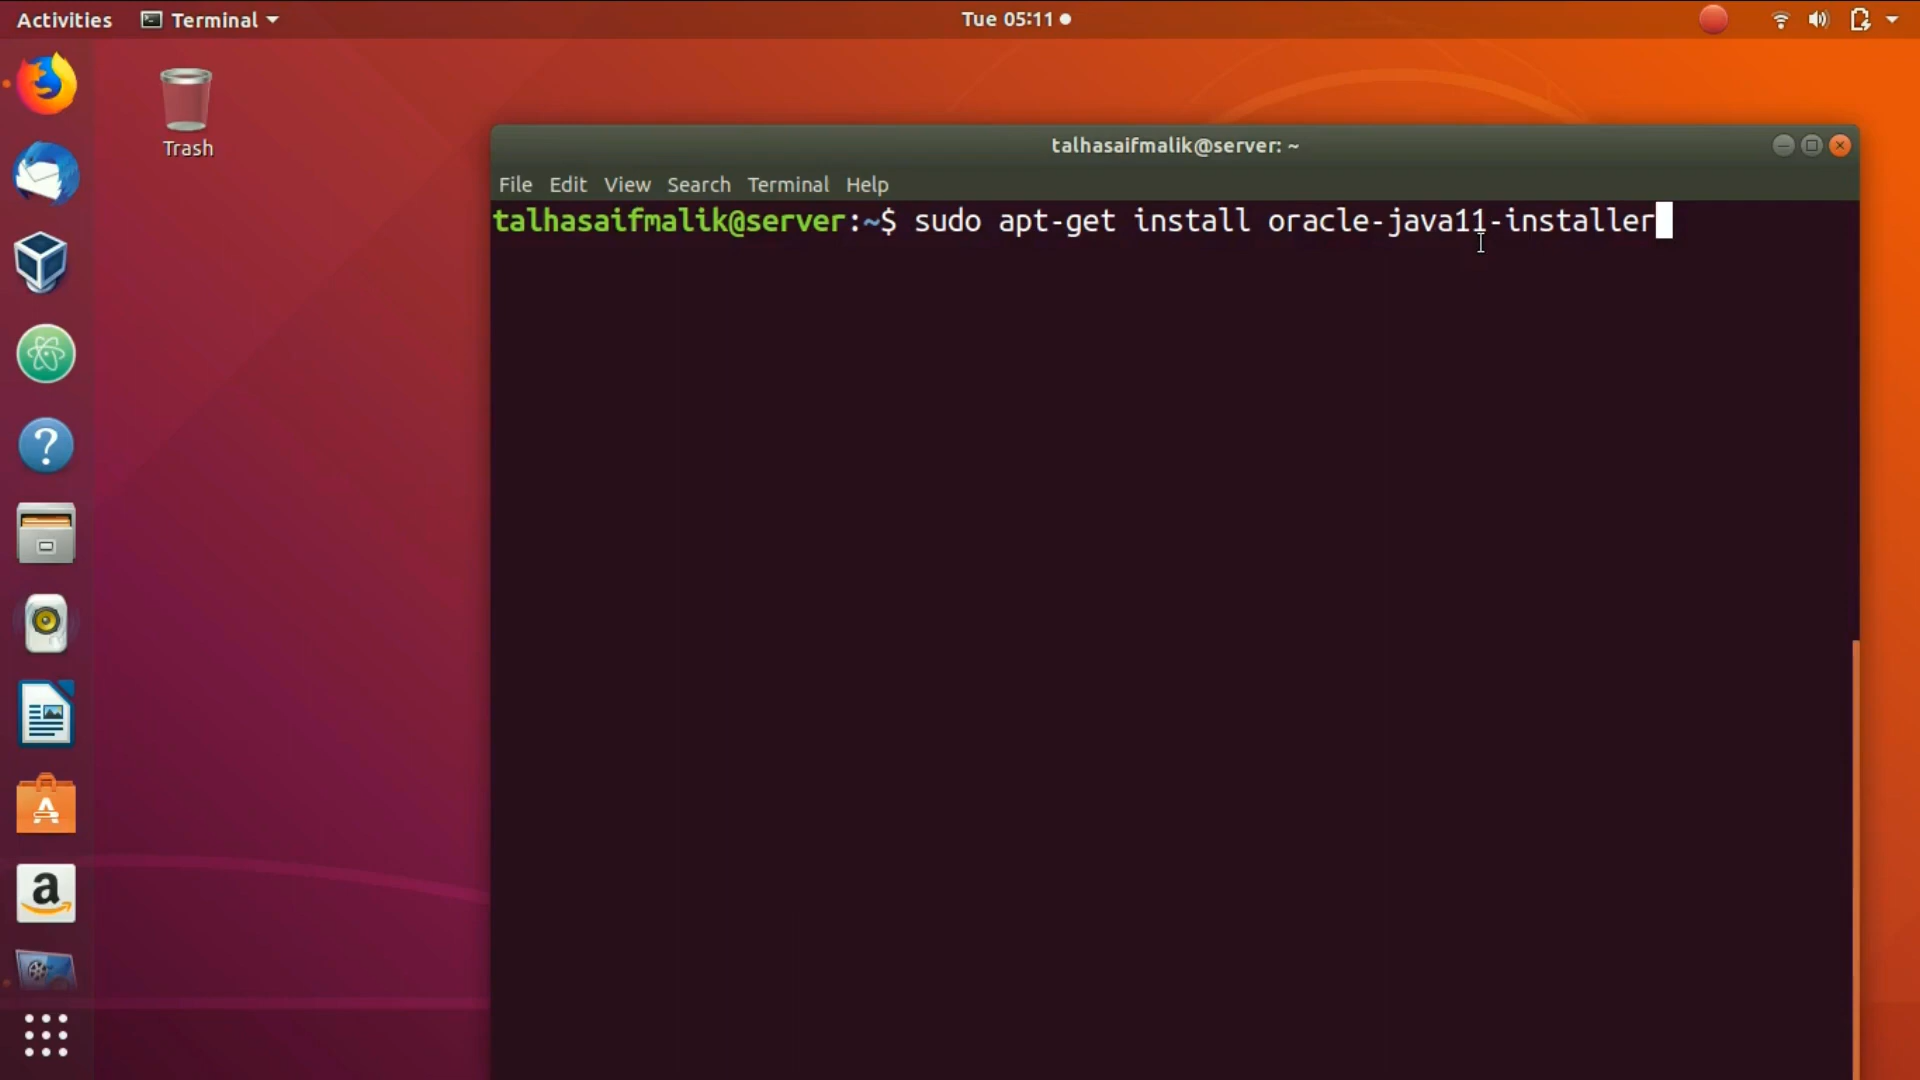 Activities
Terminal
Tue 05:11
Trash
talhasaifmalik@server: ~
File Edit View Search Terminal Help
talhasaifmalik@server:~$ sudo apt-get install oracle-java11-installer